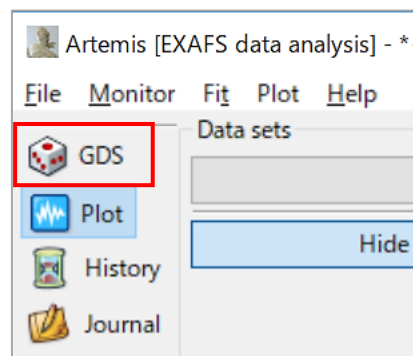 Artemis [EXAFS data analysis] - *
File Monitor Fit Plot Help
Data sets
GDS
Plot
Hide
History
Journal